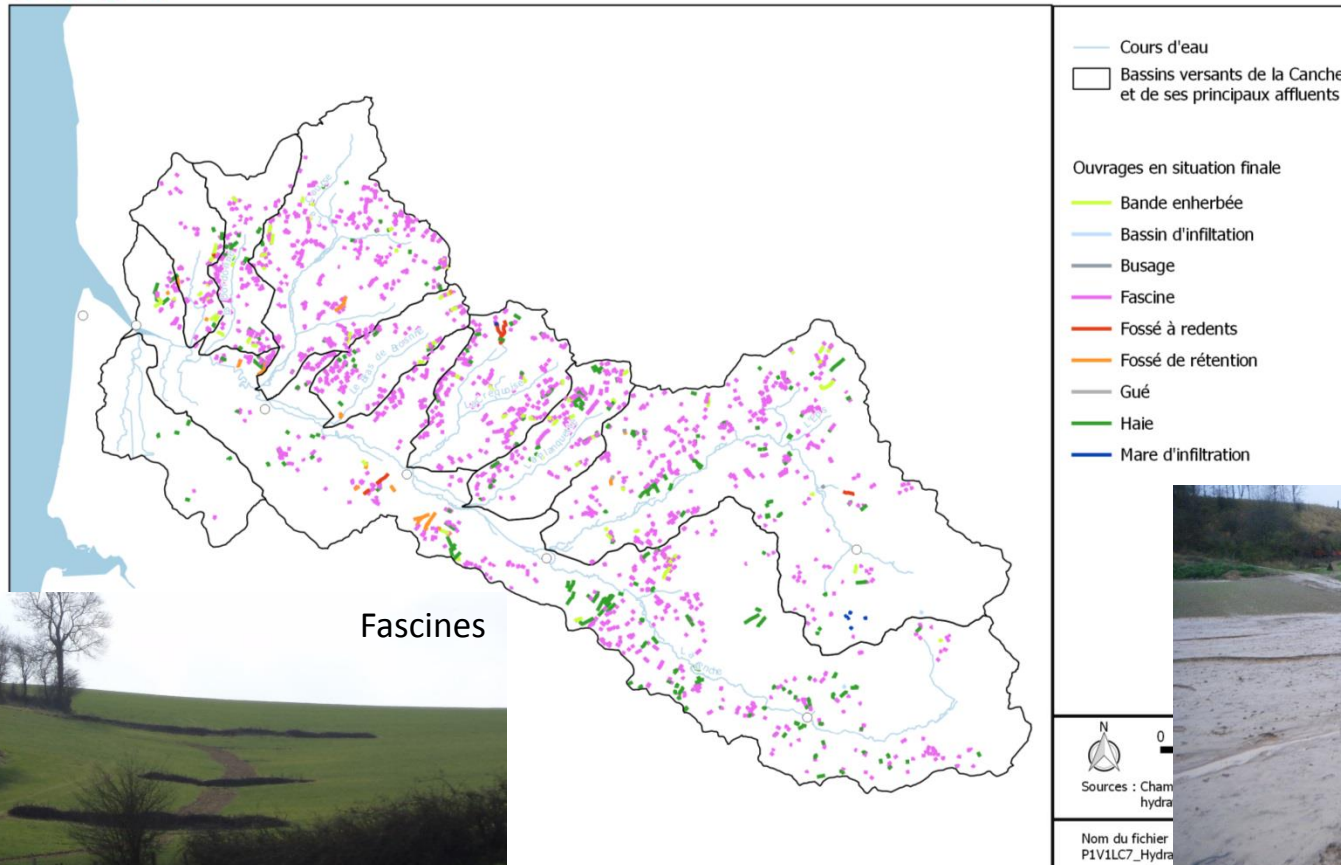 Cours d'eau
Bassins versants de la Canche
et de ses principaux affluents
Ouvrages en situation finale
Bande enherbée
Bassin d'infiltation
Busage
Fascine
Fossé à redents
Fossé de rétention
Gué
Haie
Mare d'infiltration
Fascines
N
0
Sources : Cham
hydra
Nom du fichier
P1V1LC7_Hydra